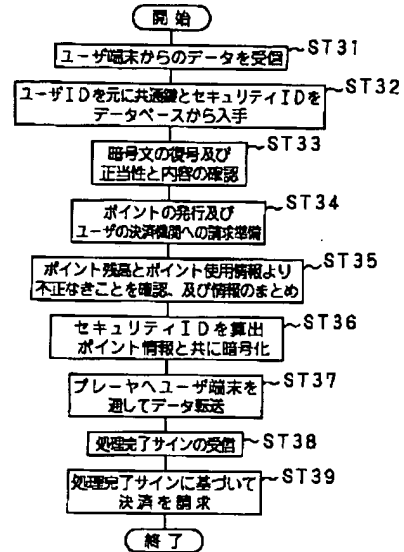 開始
ユーザ端末からのデータを受信
ST31
ユーザIDを元に共通鍵とセキュリティIDを
データベースから入手
ST32
暗号文の復号及び
正当性と内容の確認
ST33
ポイントの発行及び
ユーザの決済機関への請求準備
ST34
ポイント残高とポイント使用情報より
不正なきことを確認、及び情報のまとめ
ST35
セキュリティIDを算出
ポイント情報と共に暗号化
ST36
プレーヤへユーザ端末を
通してデータ転送
ST37
処理完了サインの受信
ST38
処理完了サインに基づいて
決済を請求
ST39
終了